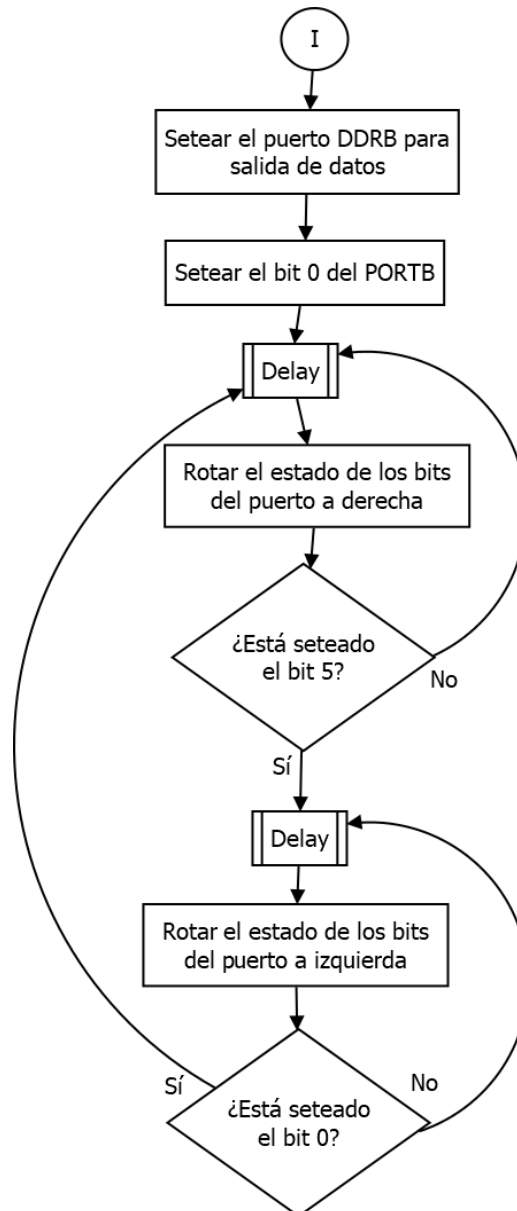 I
Setear el puerto DDRB para
salida de datos
Setear el bit 0 del PORTB
Delay
Rotar el estado de los bits
del puerto a derecha
¿Está seteado
el bit 5?
No
Sí
Delay
Rotar el estado de los bits
del puerto a izquierda
Sí
No
¿Está seteado
el bit 0?